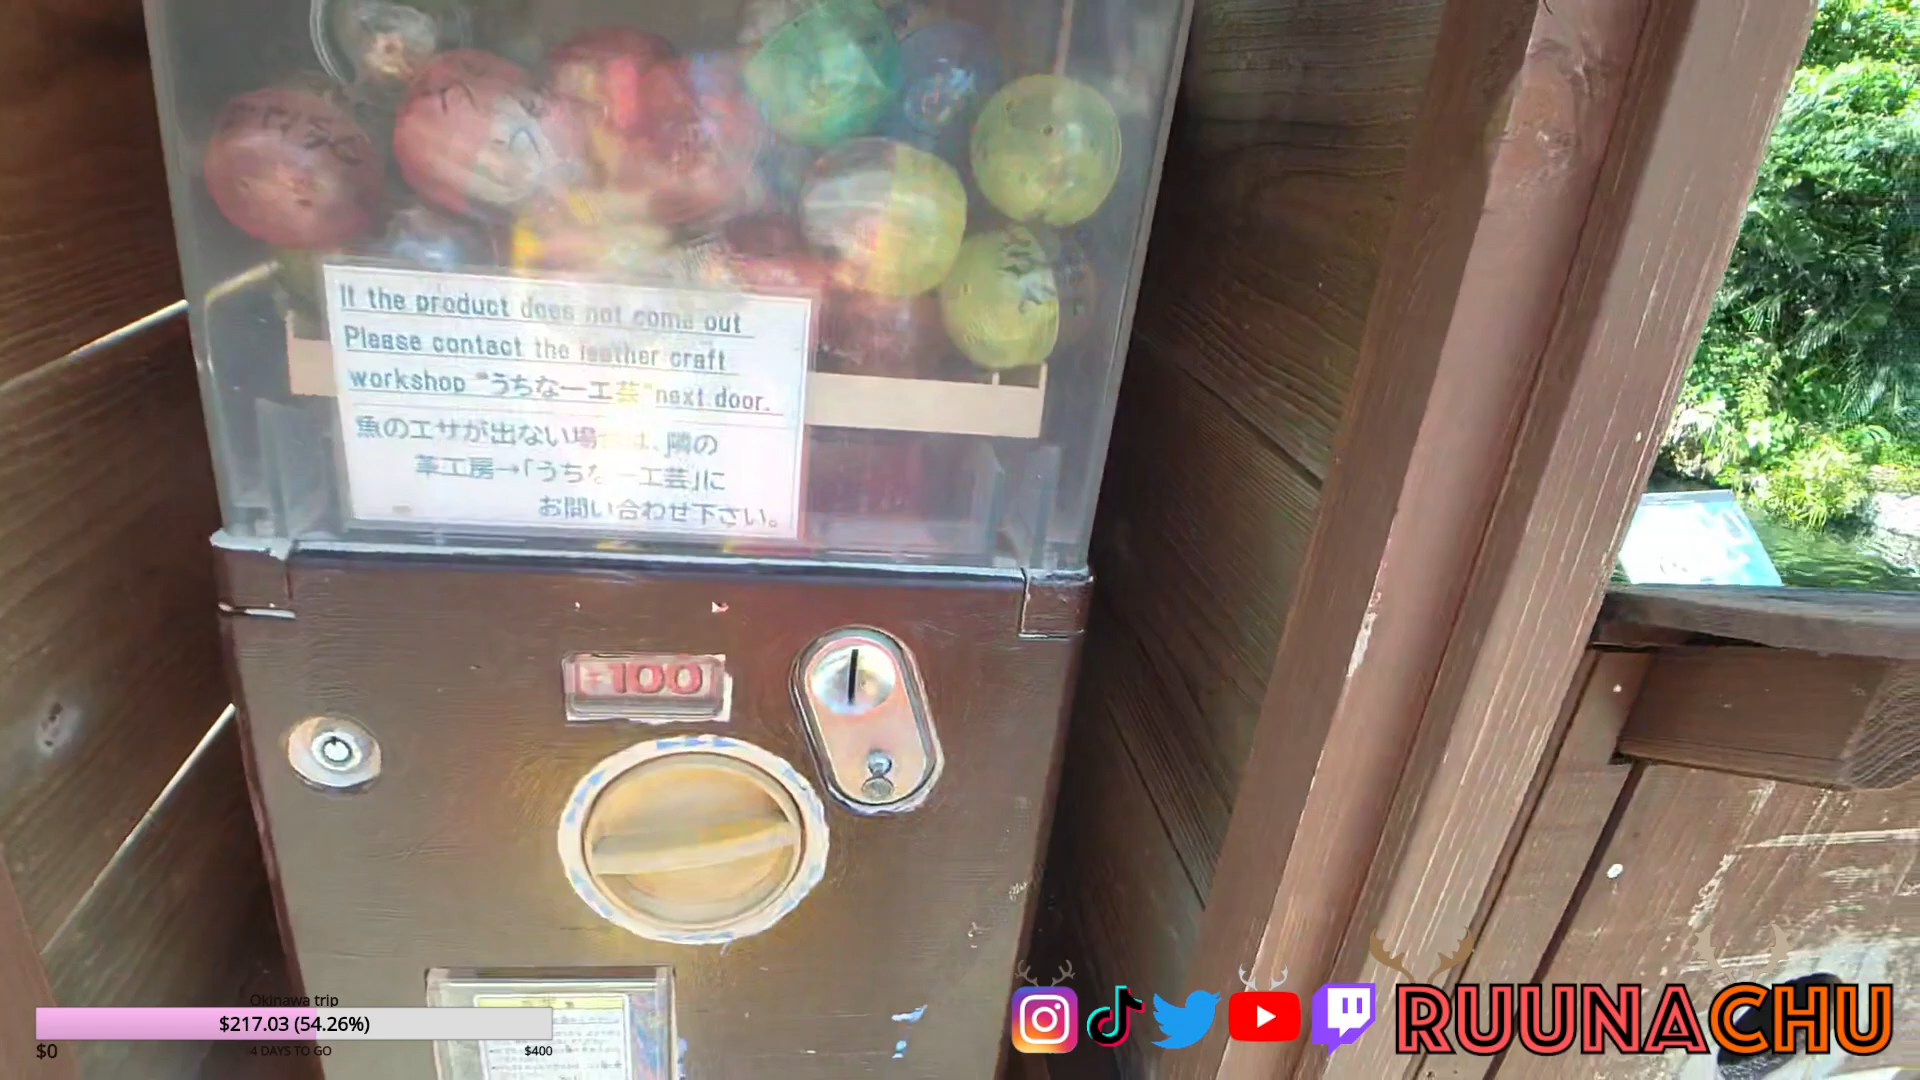 If the product does not come out
Please contact the leather craft
workshop "うちなー工芸" next door.
魚のエサが出ない場合は、隣の
革工房→「うちなー工芸」に
お問い合わせ下さい。
100
Okinawa trip
$217.03 (54.26%)
$0
4 DAYS TO GO
$400
RUUNACHU